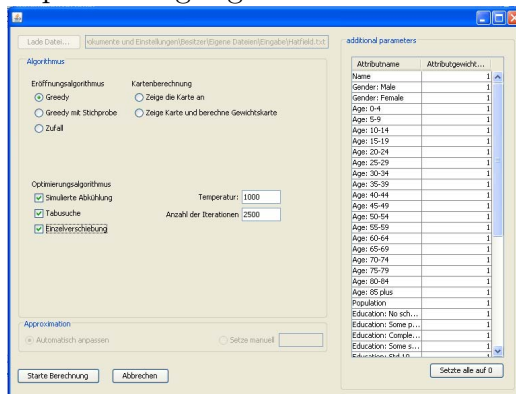 Lade Datei...
okumente und Einstellungen\Besitzer\Eigene Dateien\Eingabe\Hatfield.txt
Algorithmus
Eröffnungsalgorithmus
Kartenberechnung
Greedy
Zeige die Karte an
Greedy mit Stichprobe
Zeige Karte und berechne Gewichtskarte
Zufall
Optimierungsalgorithmus
Simulierte Abkühlung
Temperatur: 1000
Tabusuche
Anzahl der Iterationen 2500
Einzelverschiebung
Approximation
Automatisch anpassen
Setze manuell
Starte Berechnung
Abbrechen
additional parameters
Attributname Attributgewicht...
Name 1
Gender: Male 1
Gender: Female 1
Age: 0-4 1
Age: 5-9 1
Age: 10-14 1
Age: 15-19 1
Age: 20-24 1
Age: 25-29 1
Age: 30-34 1
Age: 35-39 1
Age: 40-44 1
Age: 45-49 1
Age: 50-54 1
Age: 55-59 1
Age: 60-64 1
Age: 65-69 1
Age: 70-74 1
Age: 75-79 1
Age: 80-84 1
Age: 85 plus 1
Population 1
Education: No sch... 1
Education: Some p... 1
Education: Comple... 1
Education: Some s... 1
Education: Std 10 1
Setzte alle auf 0